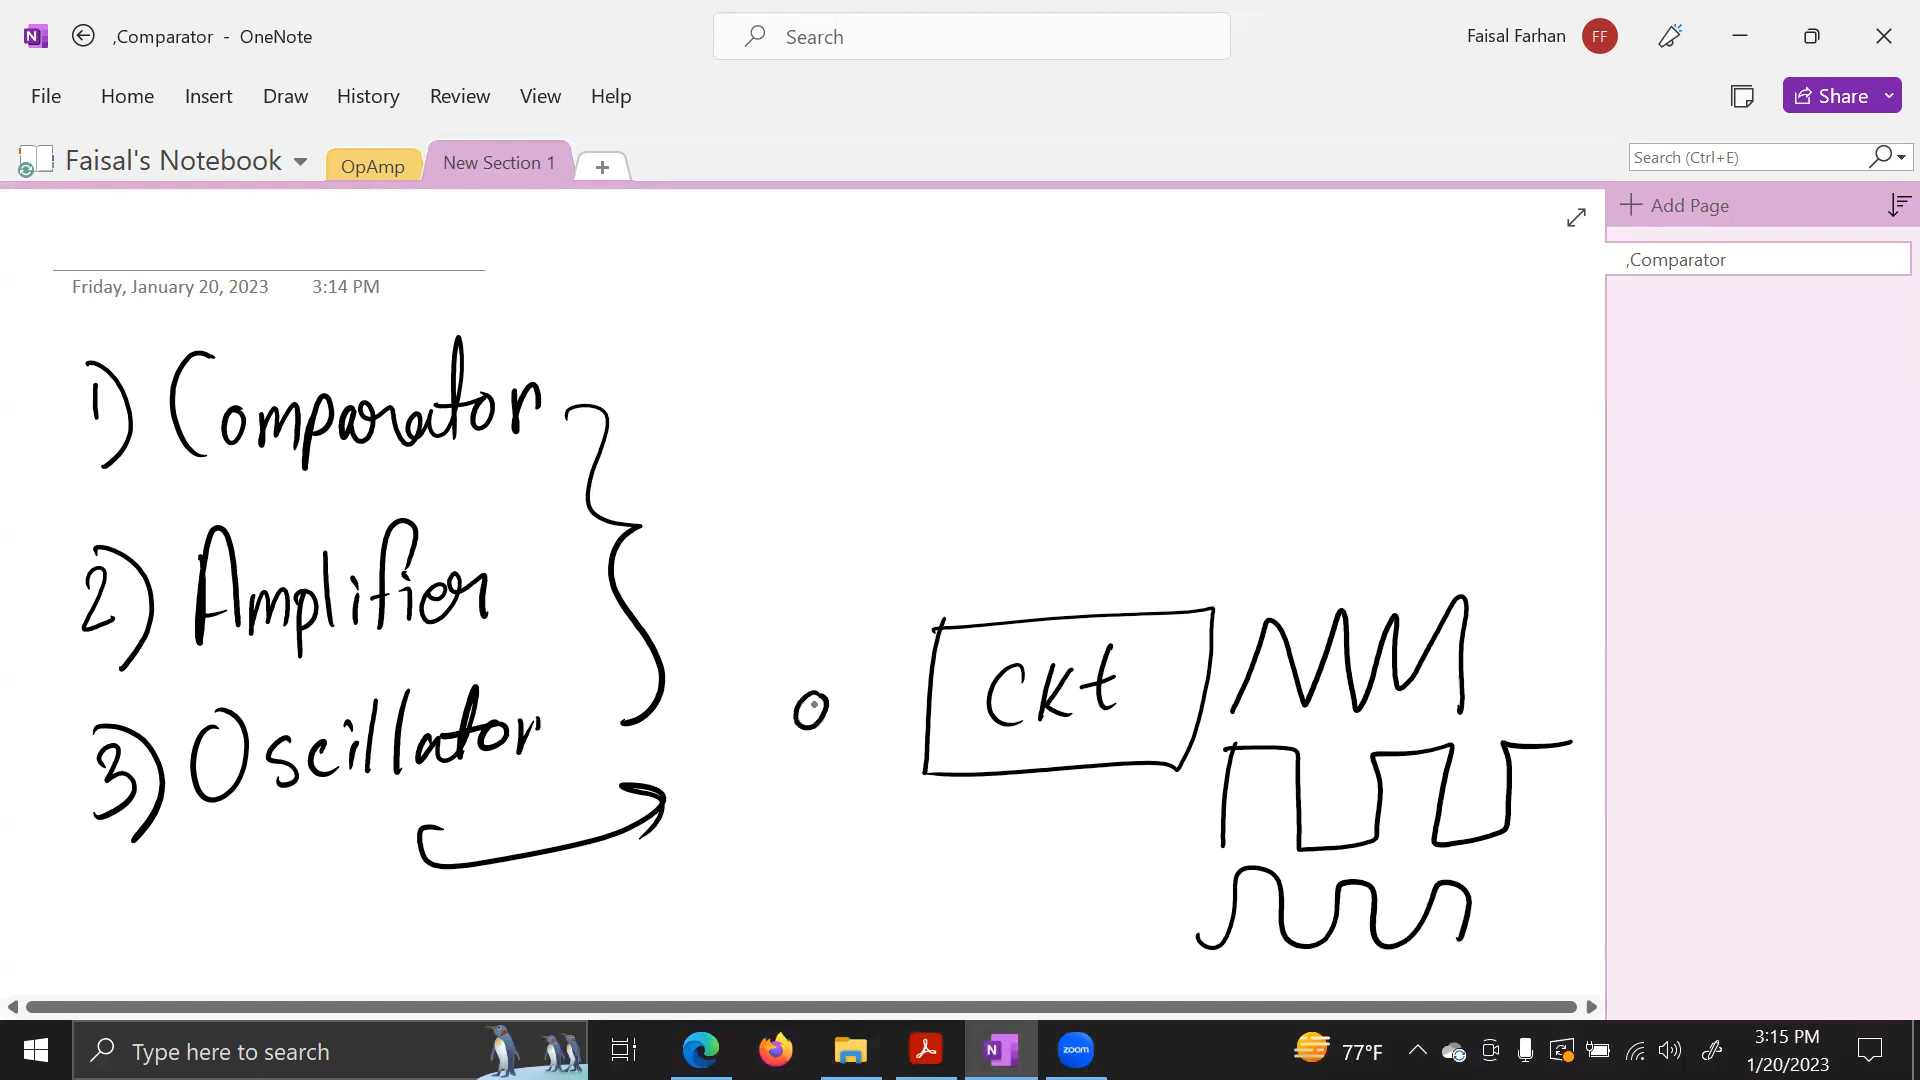 ,Comparator - OneNote
Search
Faisal Farhan
FF
File Home Insert Draw History Review View Help
Share
Faisal's Notebook
OpAmp
New Section 1
Search (Ctrl+E)
Add Page
,Comparator
Friday, January 20, 2023 3:14 PM
1) Comparator
2) Amplifier
3) Oscillator
Ckt
Type here to search
zoom
77°F
3:15 PM
1/20/2023